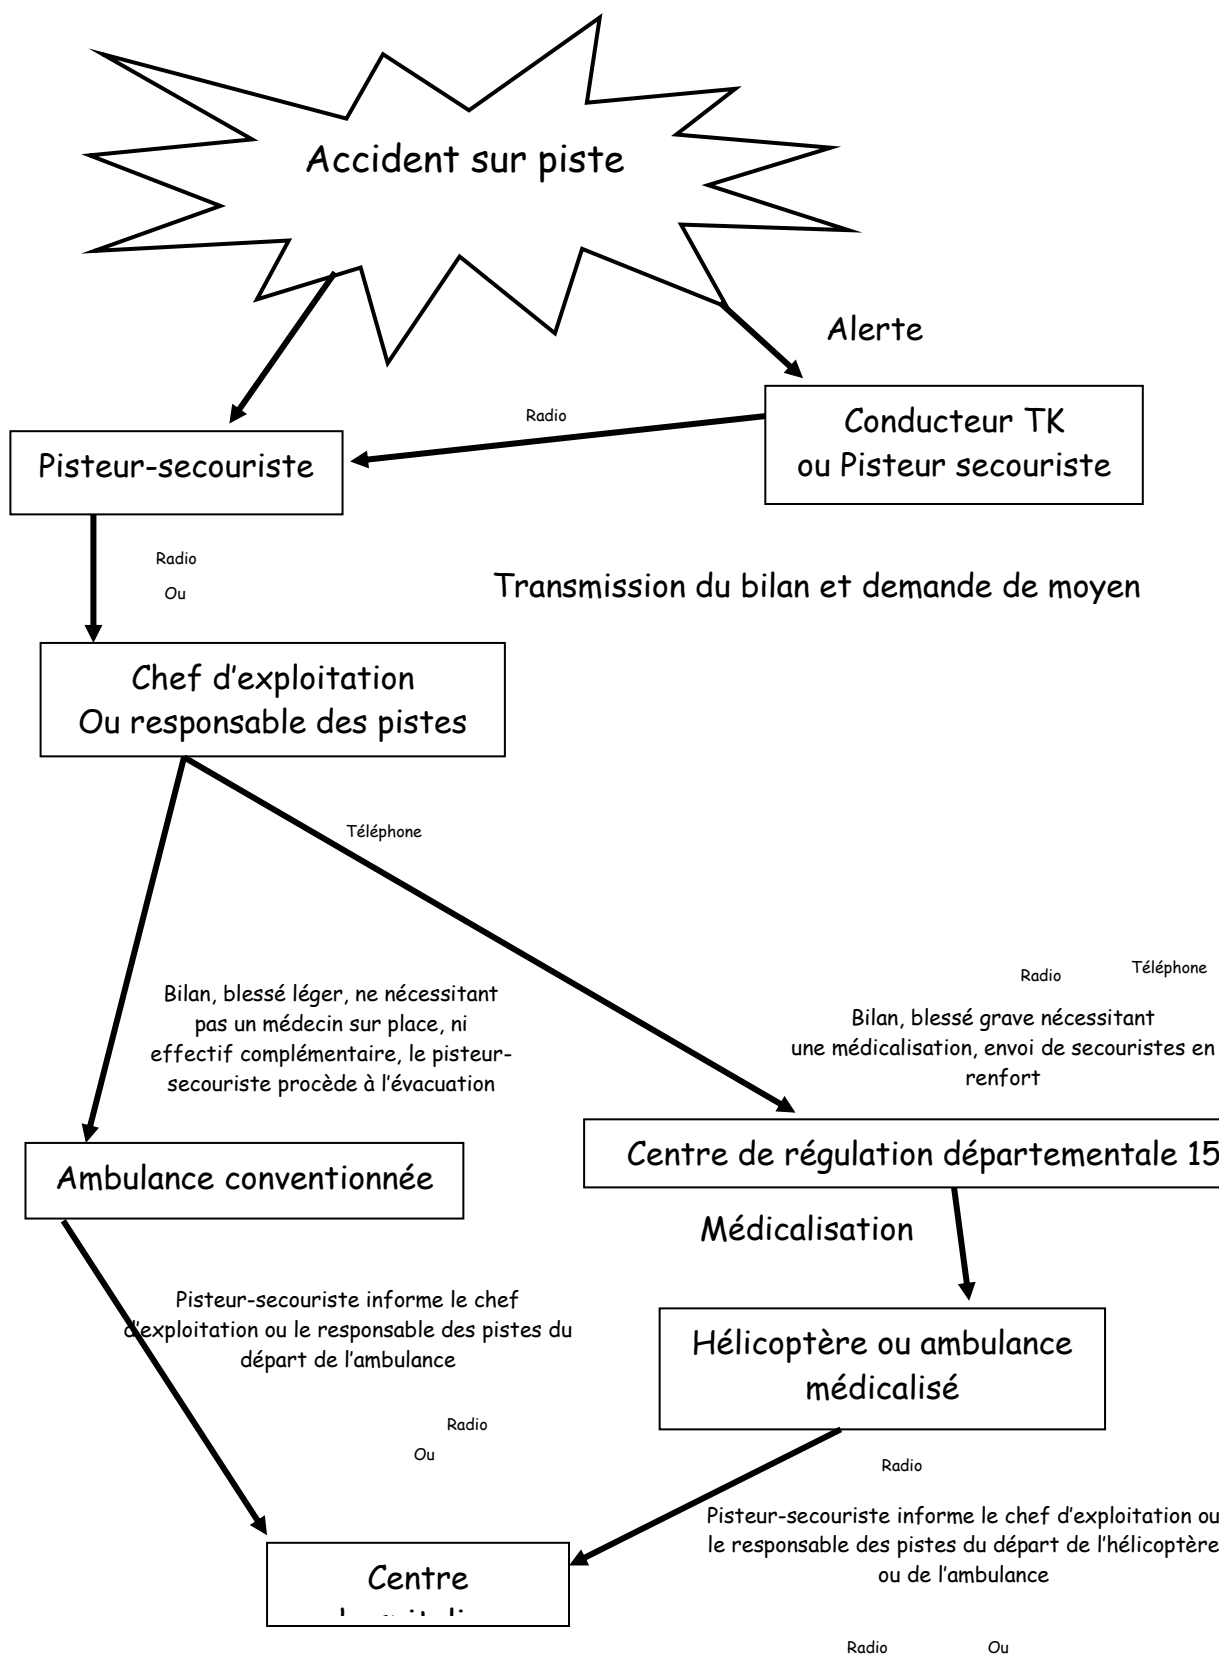 Accident sur piste
Alerte
Radio
Conducteur TK
ou Pisteur secouriste
Pisteur-secouriste
Radio
Ou
Transmission du bilan et demande de moyen
Chef d’exploitation
Ou responsable des pistes
Téléphone
Radio
Téléphone
Bilan, blessé léger, ne nécessitant
pas un médecin sur place, ni
effectif complémentaire, le pisteur-
secouriste procède à l’évacuation
Bilan, blessé grave nécessitant
une médicalisation, envoi de secouristes en
renfort
Ambulance conventionnée
Centre de régulation départementale 15
Médicalisation
Pisteur-secouriste informe le chef
d’exploitation ou le responsable des pistes du
départ de l’ambulance
Hélicoptère ou ambulance
médicalisé
Radio
Ou
Radio
Pisteur-secouriste informe le chef d’exploitation ou
le responsable des pistes du départ de l’hélicoptère
ou de l’ambulance
Centre
Radio
Ou